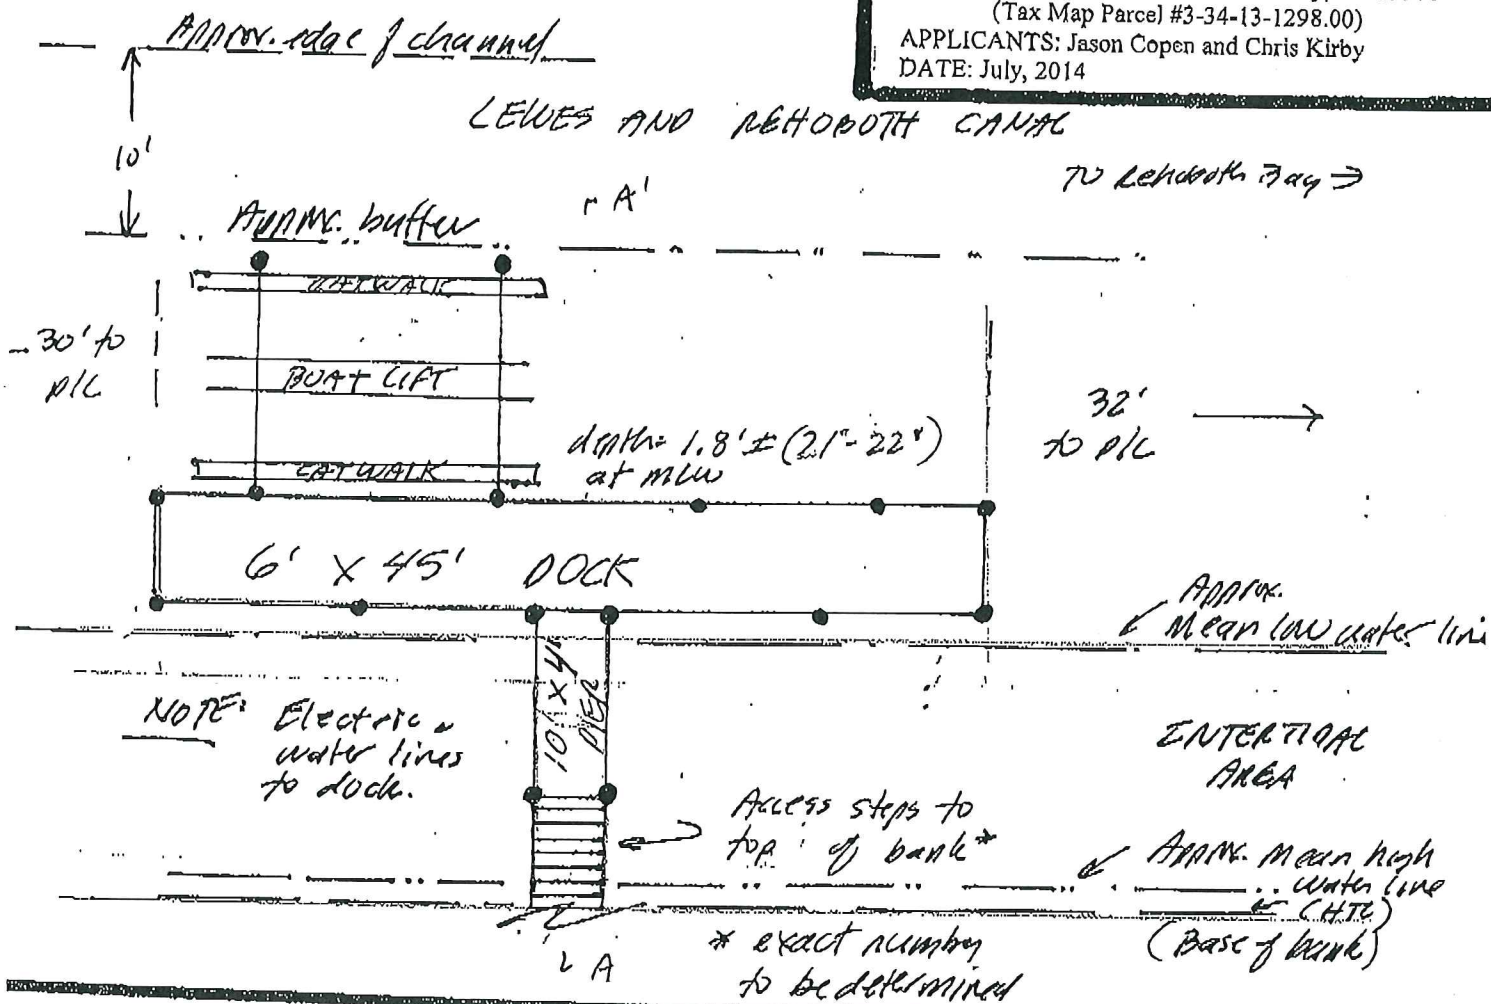 (Tax Map Parcel #3-34-13-1298.00)
APPLICANTS: Jason Copen and Chris Kirby
DATE: July, 2014
Approx. edge of channel
LEWES AND REHOBOTH CANAL
10'
TO Rehoboth Bay →
A'
Approx. buffer
CATWALK
30' to
p/L
BOAT LIFT
32'
to p/L
depth= 1.8'± (21"-22")
at MLW
CATWALK
6' X 45' DOCK
Approx.
Mean low water line
10' X 4'
PIER
NOTE: Electric &
water lines
to dock.
INTERTIDAL
AREA
Access steps to
top of bank*
Approx. Mean high
water line
(HTL)
(Base of bank)
A
* exact number
to be determined